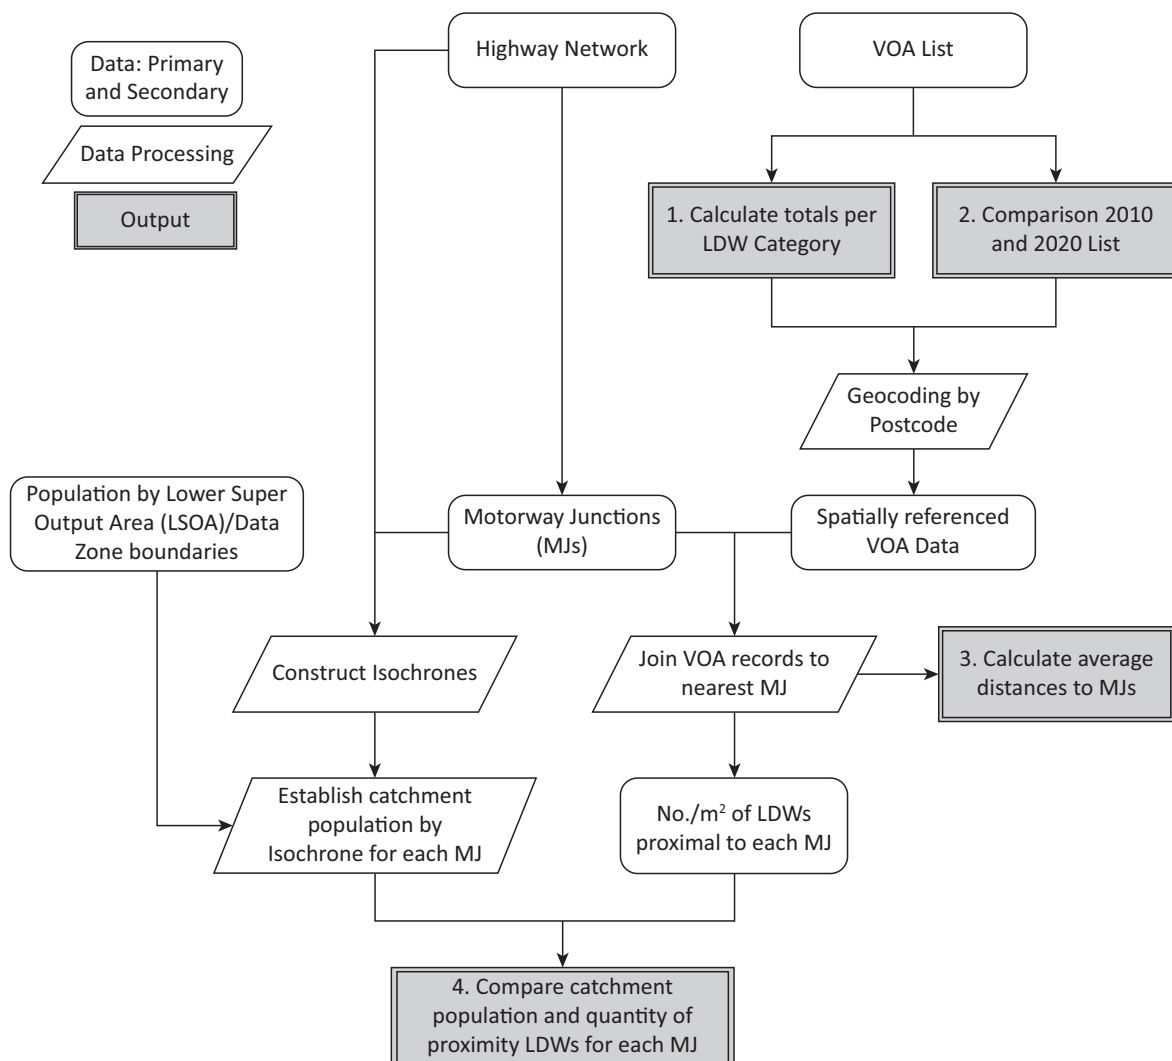 Data: Primary
and Secondary
Data Processing
Output
Highway Network
VOA List
1. Calculate totals per
LDW Category
2. Comparison 2010
and 2020 List
Geocoding by
Postcode
Population by Lower Super
Output Area (LSOA)/Data
Zone boundaries
Motorway Junctions
(MJs)
Spatially referenced
VOA Data
Construct Isochrones
Join VOA records to
nearest MJ
3. Calculate average
distances to MJs
Establish catchment
population by
Isochrone for each MJ
No./m² of LDWs
proximal to each MJ
4. Compare catchment
population and quantity of
proximity LDWs for each MJ